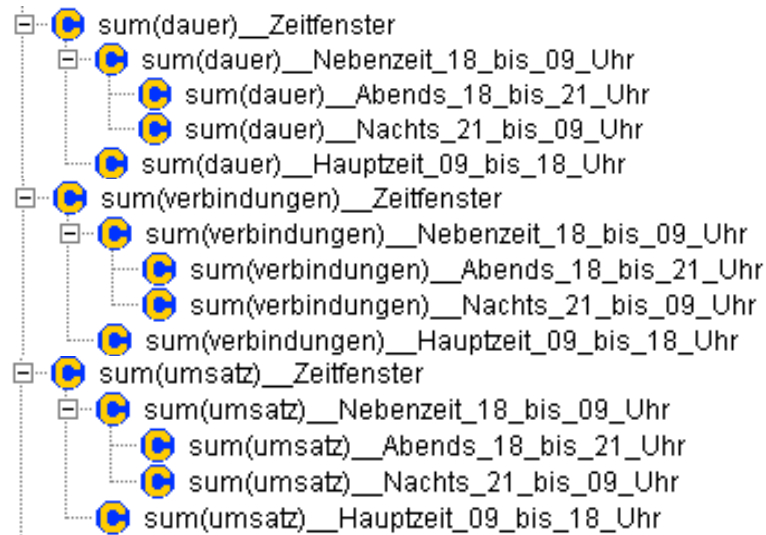 sum(dauer)__Zeitfenster
sum(dauer)__Nebenzeit_18_bis_09_Uhr
sum(dauer)__Abends_18_bis_21_Uhr
sum(dauer)__Nachts_21_bis_09_Uhr
sum(dauer)__Hauptzeit_09_bis_18_Uhr
sum(verbindungen)__Zeitfenster
sum(verbindungen)__Nebenzeit_18_bis_09_Uhr
sum(verbindungen)__Abends_18_bis_21_Uhr
sum(verbindungen)__Nachts_21_bis_09_Uhr
sum(verbindungen)__Hauptzeit_09_bis_18_Uhr
sum(umsatz)__Zeitfenster
sum(umsatz)__Nebenzeit_18_bis_09_Uhr
sum(umsatz)__Abends_18_bis_21_Uhr
sum(umsatz)__Nachts_21_bis_09_Uhr
sum(umsatz)__Hauptzeit_09_bis_18_Uhr